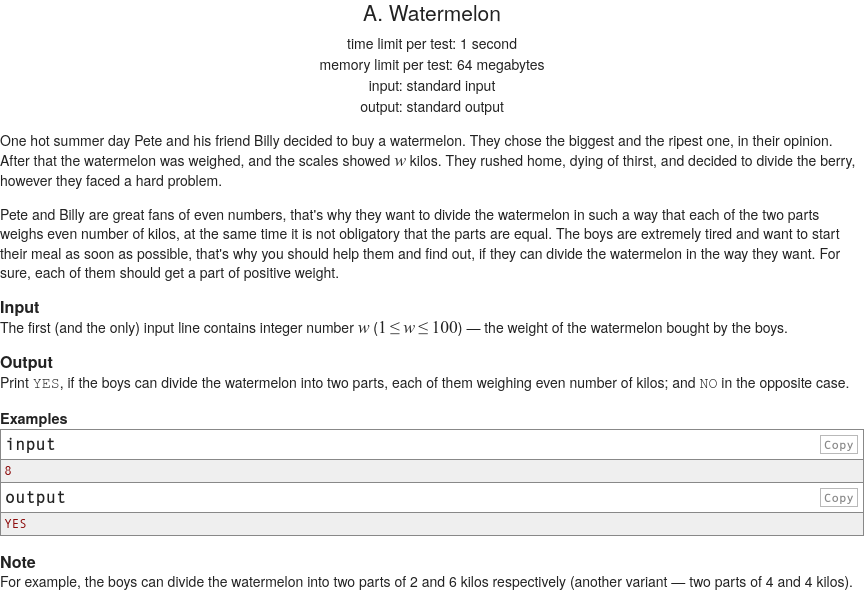 A. Watermelon
time limit per test: 1 second
memory limit per test: 64 megabytes
input: standard input
output: standard output
One hot summer day Pete and his friend Billy decided to buy a watermelon. They chose the biggest and the ripest one, in their opinion.
After that the watermelon was weighed, and the scales showed w kilos. They rushed home, dying of thirst, and decided to divide the berry,
however they faced a hard problem.
Pete and Billy are great fans of even numbers, that's why they want to divide the watermelon in such a way that each of the two parts
weighs even number of kilos, at the same time it is not obligatory that the parts are equal. The boys are extremely tired and want to start
their meal as soon as possible, that's why you should help them and find out, if they can divide the watermelon in the way they want. For
sure, each of them should get a part of positive weight.
Input
The first (and the only) input line contains integer number w (1 ≤ w ≤ 100) — the weight of the watermelon bought by the boys.
Output
Print YES, if the boys can divide the watermelon into two parts, each of them weighing even number of kilos; and NO in the opposite case.
Examples
input Copy
8
output Copy
YES
Note
For example, the boys can divide the watermelon into two parts of 2 and 6 kilos respectively (another variant — two parts of 4 and 4 kilos).